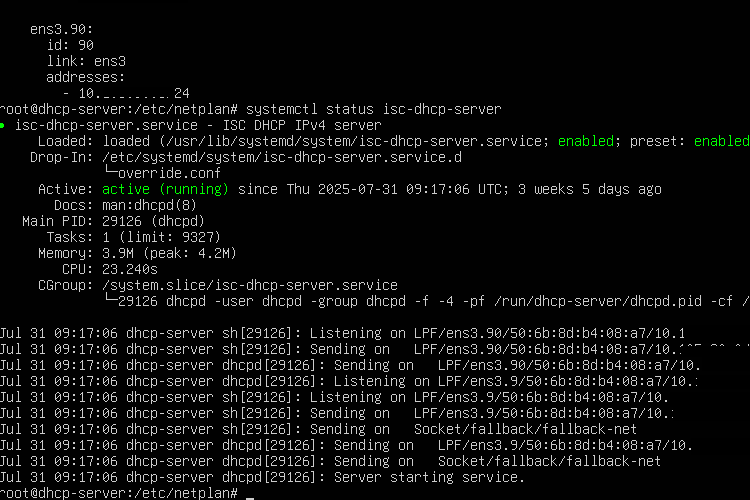 ens3.90:
id: 90
link: ens3
addresses:
- 10. 24
root@dhcp-server:/etc/netplan# systemctl status isc-dhcp-server
● isc-dhcp-server.service - ISC DHCP IPv4 server
Loaded: loaded (/usr/lib/systemd/system/isc-dhcp-server.service; enabled; preset: enabled
Drop-In: /etc/systemd/system/isc-dhcp-server.service.d
└─override.conf
Active: active (running) since Thu 2025-07-31 09:17:06 UTC; 3 weeks 5 days ago
Docs: man:dhcpd(8)
Main PID: 29126 (dhcpd)
Tasks: 1 (limit: 9327)
Memory: 3.9M (peak: 4.2M)
CPU: 23.240s
CGroup: /system.slice/isc-dhcp-server.service
└─29126 dhcpd -user dhcpd -group dhcpd -f -4 -pf /run/dhcp-server/dhcpd.pid -cf /
Jul 31 09:17:06 dhcp-server sh[29126]: Listening on LPF/ens3.90/50:6b:8d:b4:08:a7/10.1
Jul 31 09:17:06 dhcp-server sh[29126]: Sending on   LPF/ens3.90/50:6b:8d:b4:08:a7/10.
Jul 31 09:17:06 dhcp-server dhcpd[29126]: Sending on   LPF/ens3.90/50:6b:8d:b4:08:a7/10.
Jul 31 09:17:06 dhcp-server dhcpd[29126]: Listening on LPF/ens3.9/50:6b:8d:b4:08:a7/10.
Jul 31 09:17:06 dhcp-server sh[29126]: Listening on LPF/ens3.9/50:6b:8d:b4:08:a7/10.
Jul 31 09:17:06 dhcp-server sh[29126]: Sending on   LPF/ens3.9/50:6b:8d:b4:08:a7/10.
Jul 31 09:17:06 dhcp-server sh[29126]: Sending on   Socket/fallback/fallback-net
Jul 31 09:17:06 dhcp-server dhcpd[29126]: Sending on   LPF/ens3.9/50:6b:8d:b4:08:a7/10.
Jul 31 09:17:06 dhcp-server dhcpd[29126]: Sending on   Socket/fallback/fallback-net
Jul 31 09:17:06 dhcp-server dhcpd[29126]: Server starting service.
root@dhcp-server:/etc/netplan# _